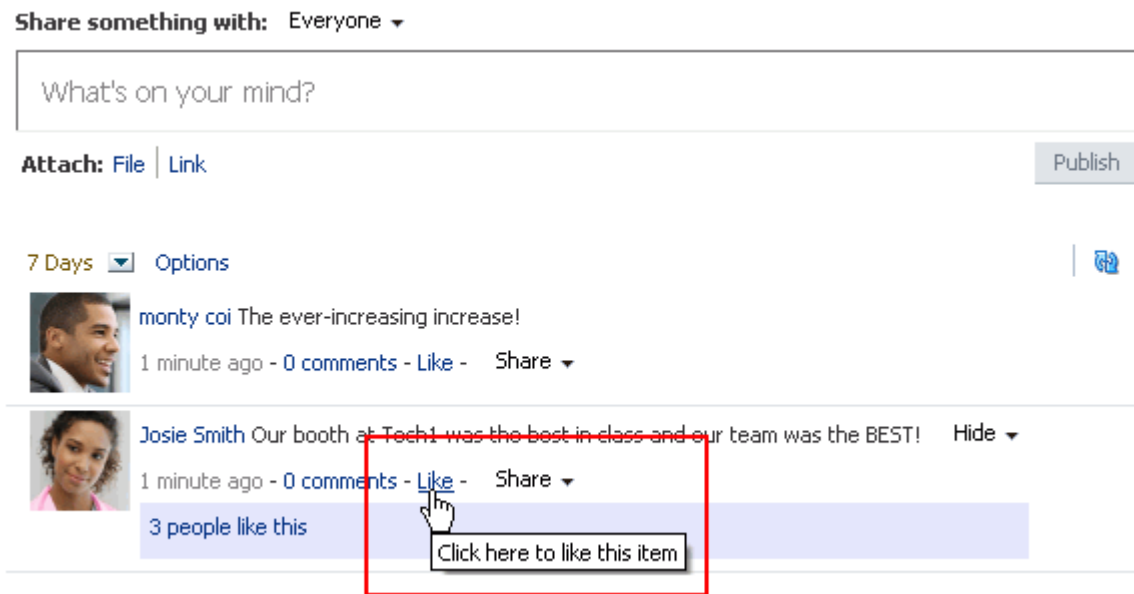 Share something with: Everyone
What's on your mind?
Attach: File | Link
Publish
7 Days Options
monty coi The ever-increasing increase!
1 minute ago - 0 comments - Like - Share
Josie Smith Our booth at Tech1 was the best in class and our team was the BEST! Hide
1 minute ago - 0 comments - Like - Share
3 people like this
Click here to like this item